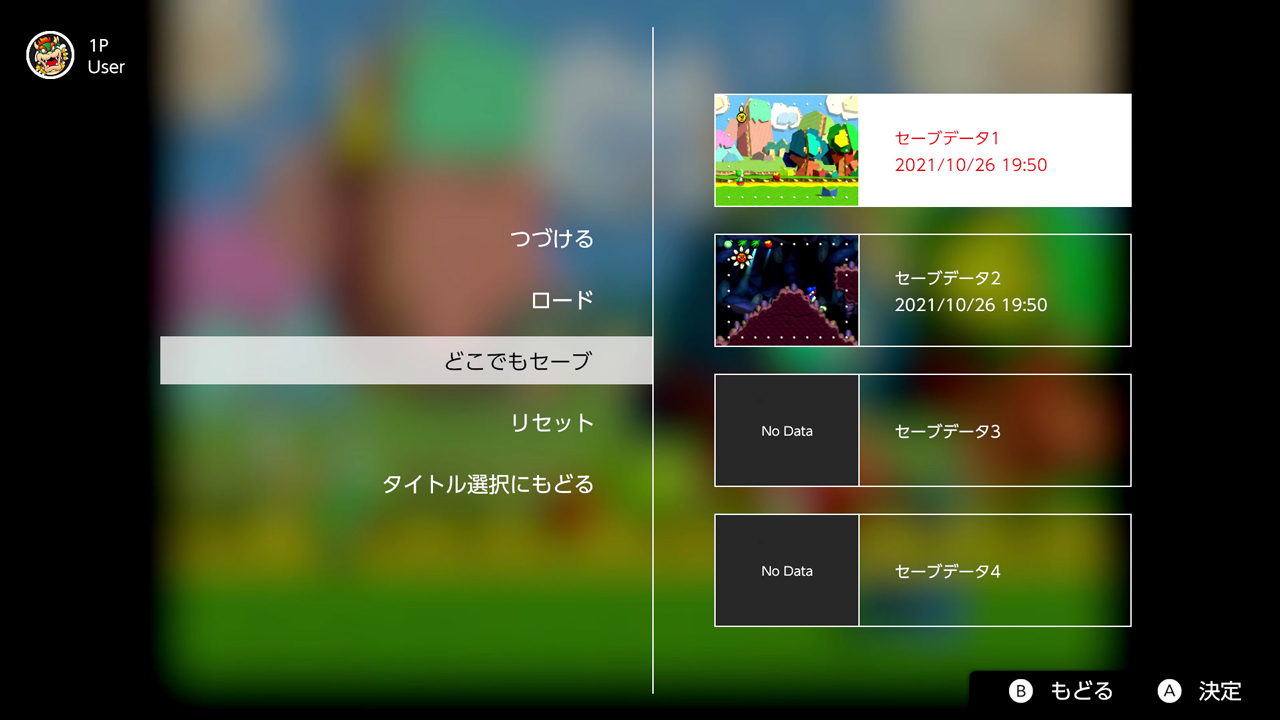 1P
User
つづける
ロード
どこでもセーブ
リセット
タイトル選択にもどる
セーブデータ1
2021/10/26 19:50
セーブデータ2
2021/10/26 19:50
No Data
セーブデータ3
No Data
セーブデータ4
B もどる
A 決定